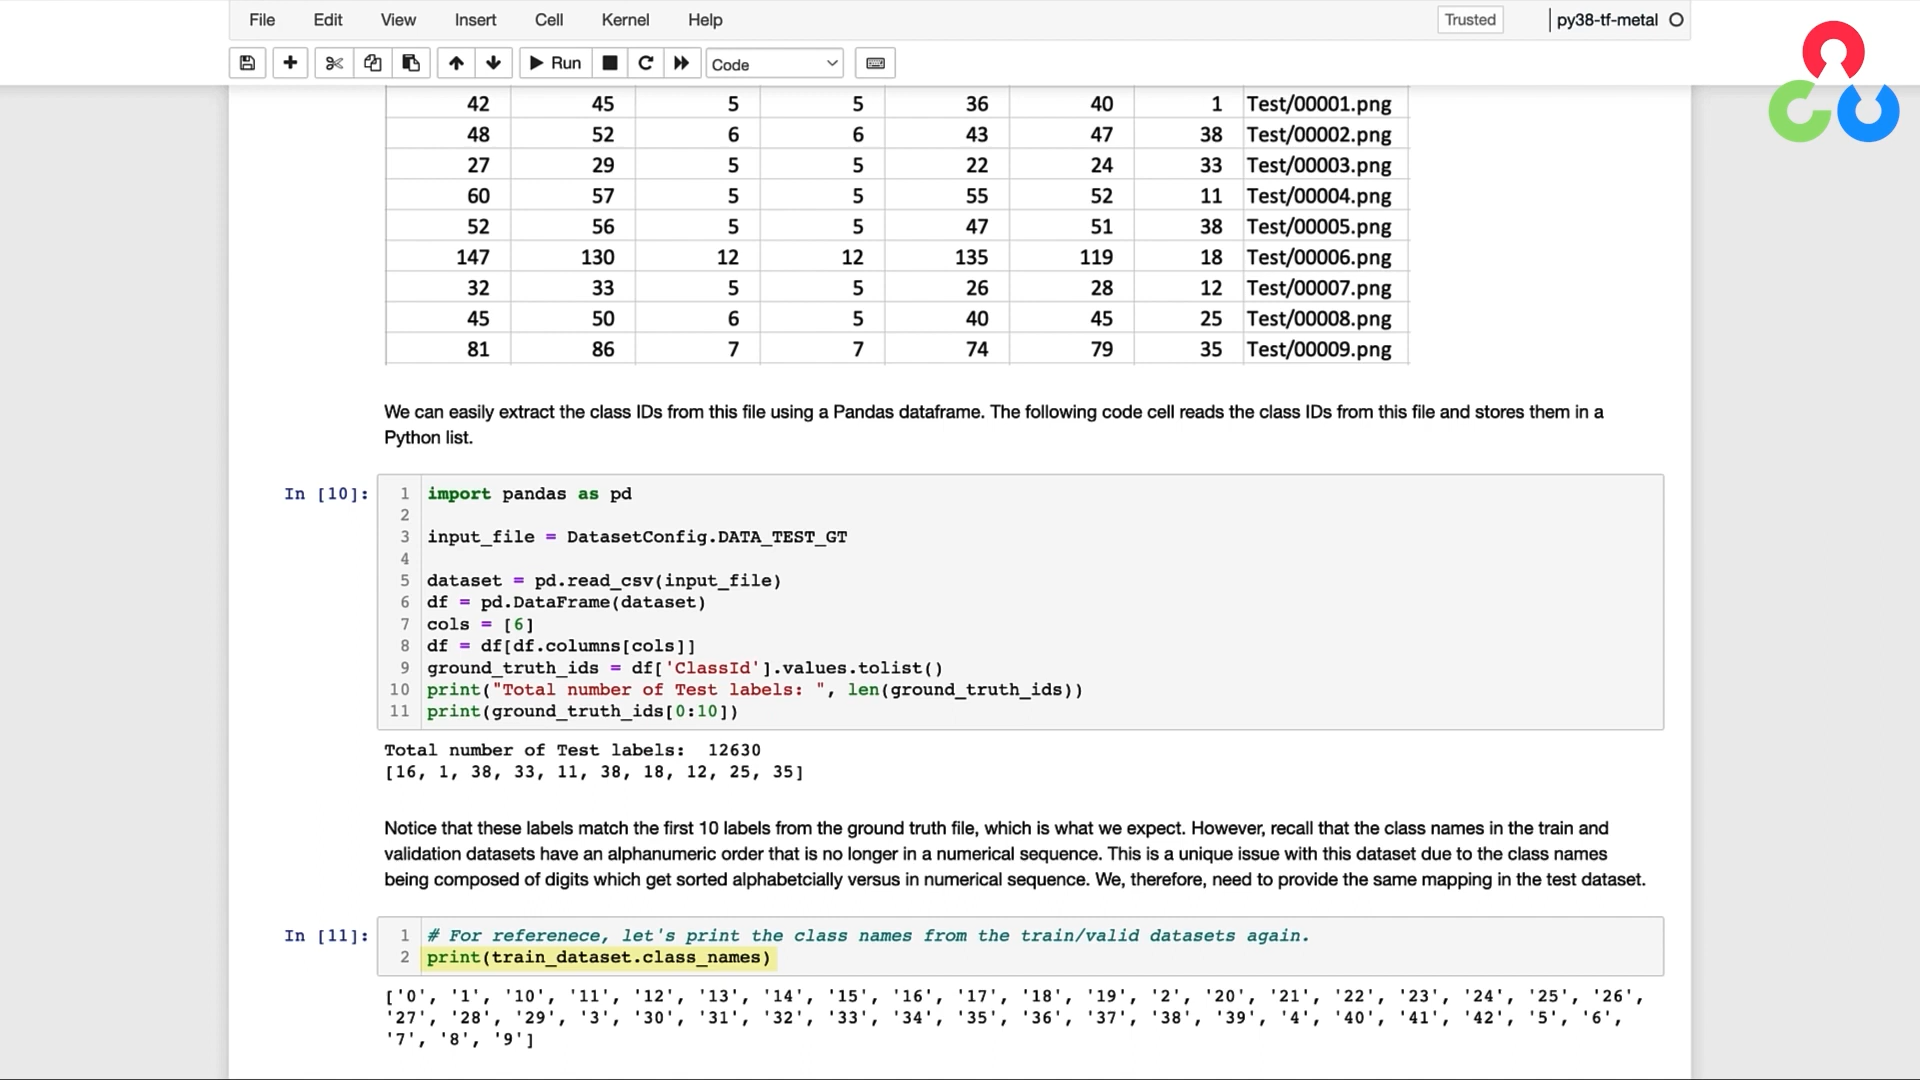 File Edit View Insert Cell Kernel Help Trusted py38-tf-metal
Run Code
42 45 5 5 36 40 1 Test/00001.png
48 52 6 6 43 47 38 Test/00002.png
27 29 5 5 22 24 33 Test/00003.png
60 57 5 5 55 52 11 Test/00004.png
52 56 5 5 47 51 38 Test/00005.png
147 130 12 12 135 119 18 Test/00006.png
32 33 5 5 26 28 12 Test/00007.png
45 50 6 5 40 45 25 Test/00008.png
81 86 7 7 74 79 35 Test/00009.png
We can easily extract the class IDs from this file using a Pandas dataframe. The following code cell reads the class IDs from this file and stores them in a
Python list.
In [10]: 1 import pandas as pd
2
3 input_file = DatasetConfig.DATA_TEST_GT
4
5 dataset = pd.read_csv(input_file)
6 df = pd.DataFrame(dataset)
7 cols = [6]
8 df = df[df.columns[cols]]
9 ground_truth_ids = df['ClassId'].values.tolist()
10 print("Total number of Test labels: ", len(ground_truth_ids))
11 print(ground_truth_ids[0:10])
Total number of Test labels:  12630
[16, 1, 38, 33, 11, 38, 18, 12, 25, 35]
Notice that these labels match the first 10 labels from the ground truth file, which is what we expect. However, recall that the class names in the train and
validation datasets have an alphanumeric order that is no longer in a numerical sequence. This is a unique issue with this dataset due to the class names
being composed of digits which get sorted alphabetcially versus in numerical sequence. We, therefore, need to provide the same mapping in the test dataset.
In [11]: 1 # For referenece, let's print the class names from the train/valid datasets again.
2 print(train_dataset.class_names)
['0', '1', '10', '11', '12', '13', '14', '15', '16', '17', '18', '19', '2', '20', '21', '22', '23', '24', '25', '26',
'27', '28', '29', '3', '30', '31', '32', '33', '34', '35', '36', '37', '38', '39', '4', '40', '41', '42', '5', '6',
'7', '8', '9']